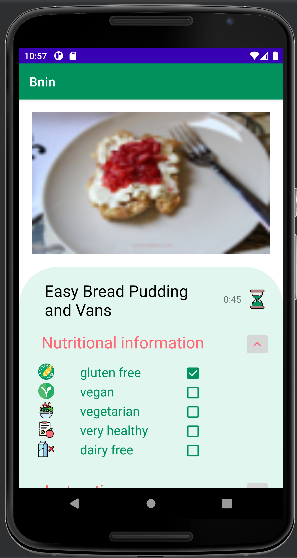 10:57
Bnin
Easy Bread Pudding
and Vans
0:45
Nutritional information
gluten free
vegan
vegetarian
very healthy
dairy free